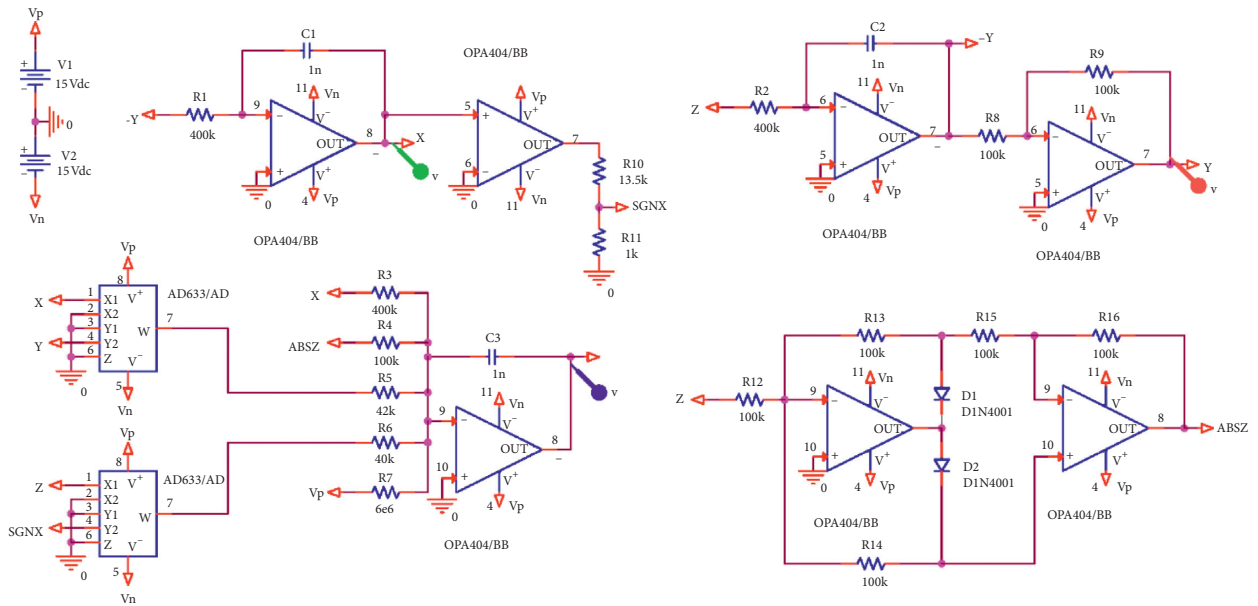 Vp
V1
+
−
15Vdc
0
V2
+
−
15Vdc
Vn
C1
1n
-Y
R1
400k
9
−
11
Vn
V−
OUT
8
−
X
v
10
+
V+
4
Vp
0
OPA404/BB
OPA404/BB
5
+
Vp
V+
OUT
7
6
−
V−
11
Vn
0
R10
13.5k
SGNX
R11
1k
0
C2
1n
−Y
Z
R2
400k
6
−
11
Vn
V−
OUT
7
−
5
+
V+
4
Vp
0
OPA404/BB
R9
100k
R8
100k
6
−
11
Vn
V−
OUT
7
Y
v
5
+
V+
4
Vp
0
OPA404/BB
Vp
8
AD633/AD
X
1
X1
V+
2
X2
3
Y1
W
7
Y
4
Y2
6
Z
V−
0
5
Vn
Vp
8
AD633/AD
Z
1
X1
V+
2
X2
3
Y1
W
7
SGNX
4
Y2
6
Z
V−
0
5
Vn
X
R3
400k
ABSZ
R4
100k
R5
42k
R6
40k
Vp
R7
6e6
C3
1n
v
9
−
11
Vn
V−
OUT
8
−
10
+
V+
4
Vp
0
OPA404/BB
Z
R12
100k
R13
100k
R15
100k
R16
100k
9
−
11
Vn
V−
OUT
10
+
V+
4
Vp
0
OPA404/BB
D1
D1N4001
D2
D1N4001
R14
100k
9
−
11
Vn
V−
OUT
8
ABSZ
10
+
V+
4
Vp
OPA404/BB